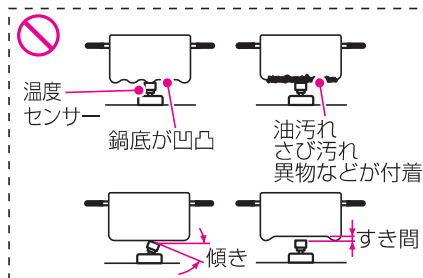 温度
センサー
鍋底が凹凸
油汚れ
さび汚れ
異物などが付着
傾き
すき間